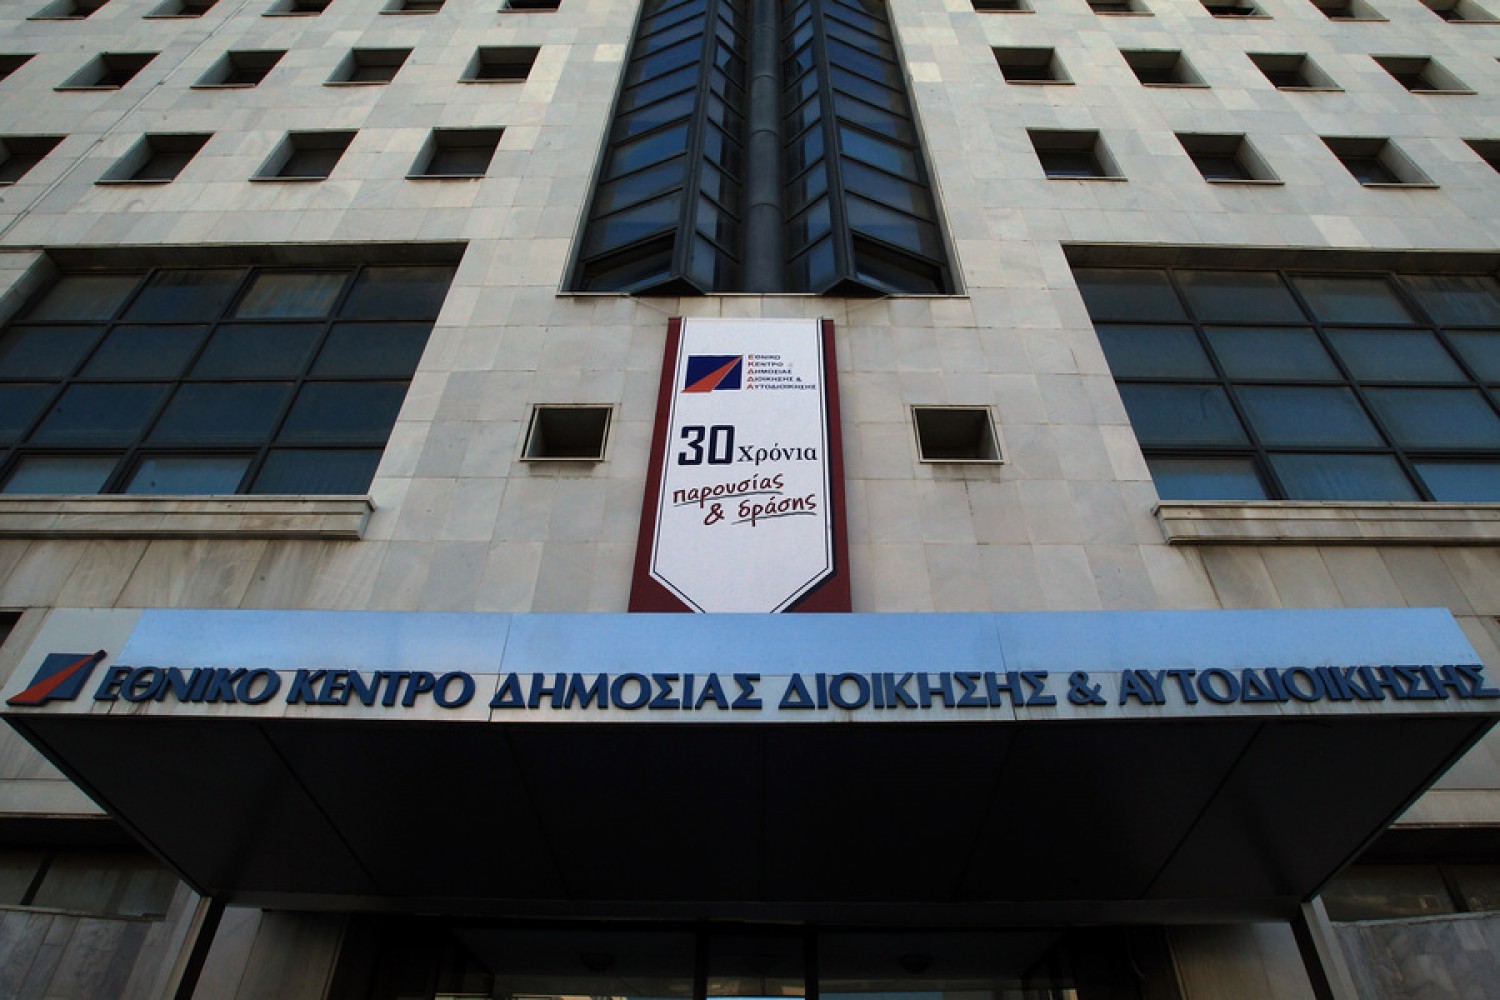 ΕΘΝΙΚΟ
ΚΕΝΤΡΟ
ΔΗΜΟΣΙΑΣ
ΔΙΟΙΚΗΣΗΣ &
ΑΥΤΟΔΙΟΙΚΗΣΗΣ
30 Χρόνια
παρουσίας
& δράσης
ΕΘΝΙΚΟ ΚΕΝΤΡΟ ΔΗΜΟΣΙΑΣ ΔΙΟΙΚΗΣΗΣ & ΑΥΤΟΔΙΟΙΚΗΣΗΣ